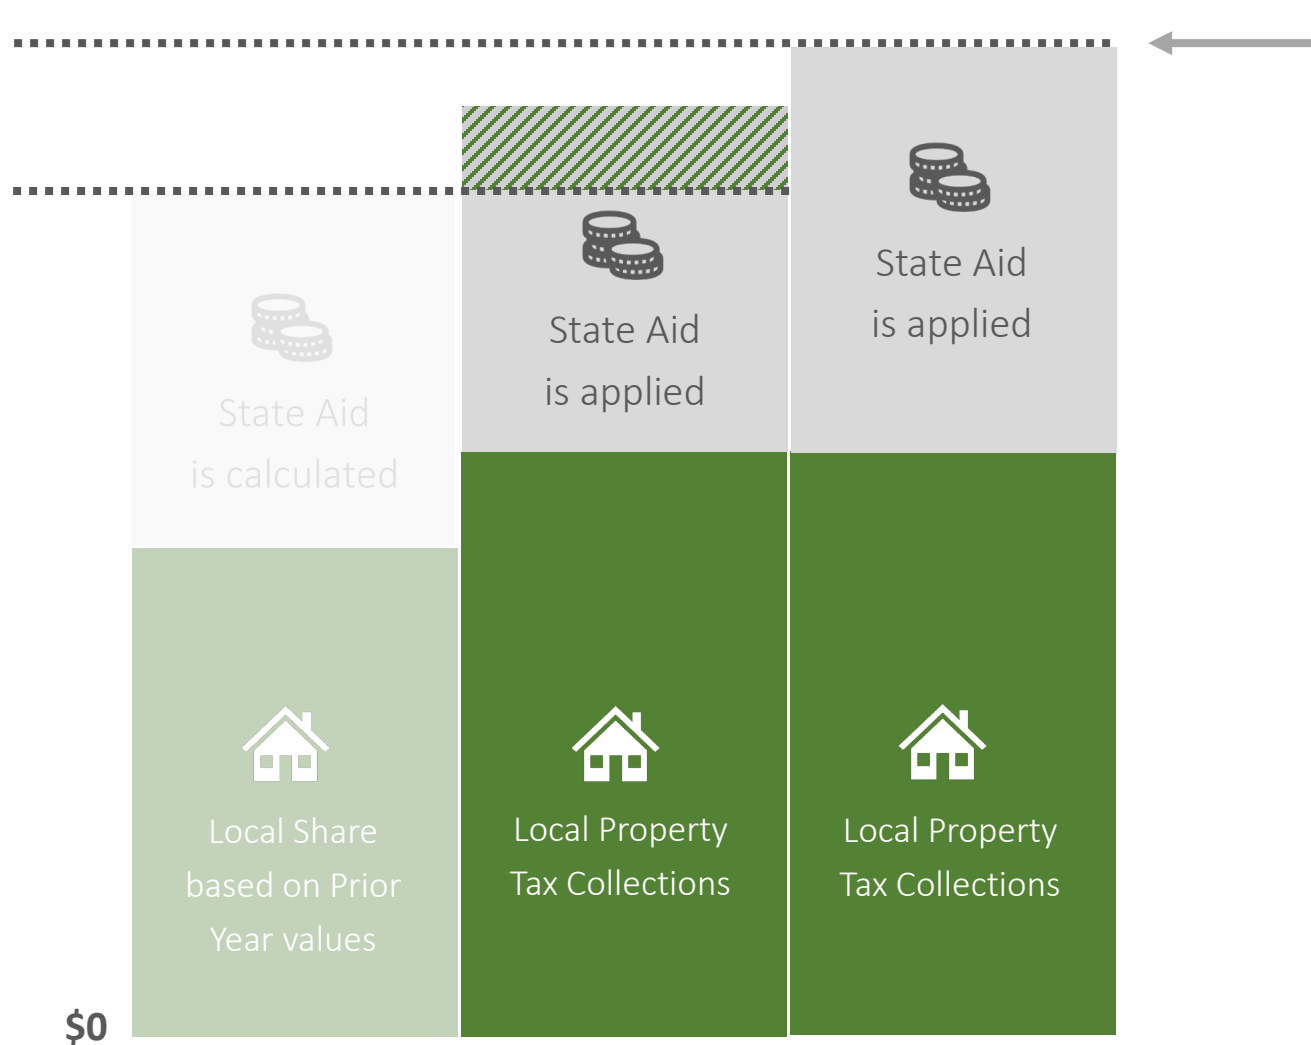 State Aid
is calculated
Local Share
based on Prior
Year values
State Aid
is applied
Local Property
Tax Collections
State Aid
is applied
Local Property
Tax Collections
$0